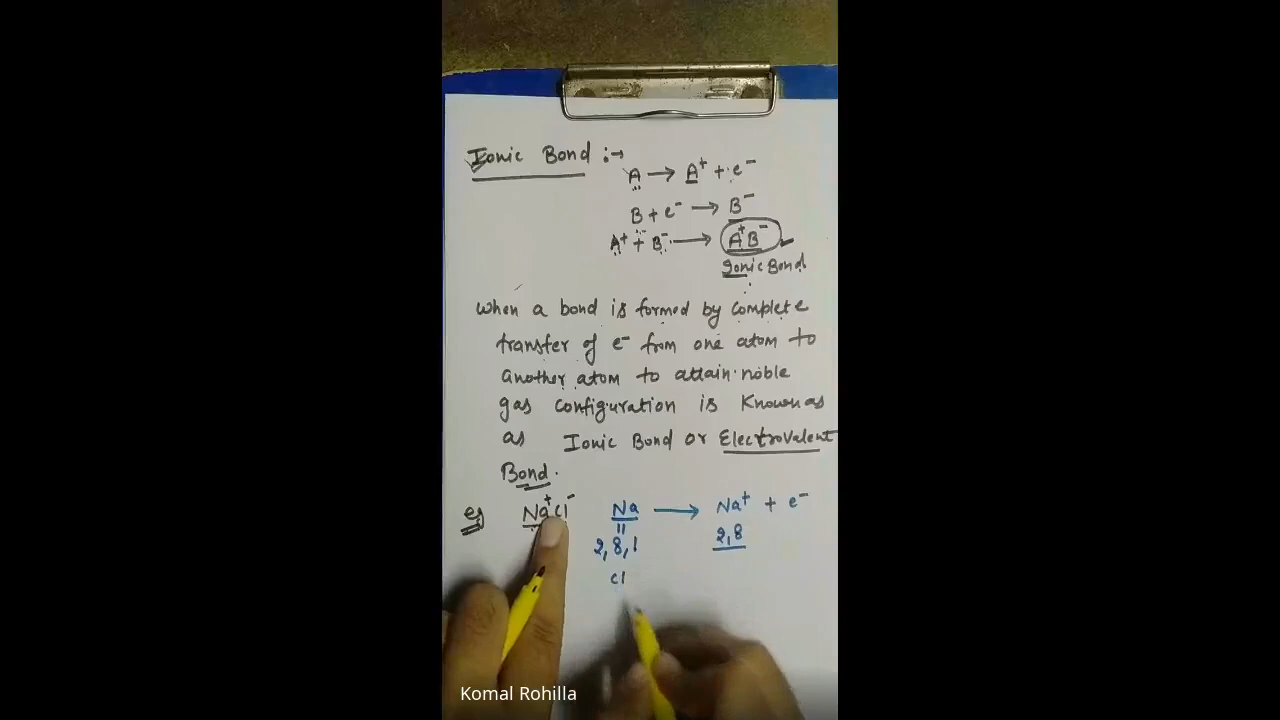 Ionic Bond :→
A → A⁺ + e⁻
B + e⁻ → B⁻
A⁺ + B⁻ → A⁺B⁻
Ionic Bond
When a bond is formed by complete
transfer of e⁻ from one atom to
another atom to attain noble
gas configuration is known as
as Ionic Bond or Electrovalent
Bond.
eg Na⁺Cl⁻ Na → Na⁺ + e⁻
2,8,1 2,8
Cl
Komal Rohilla